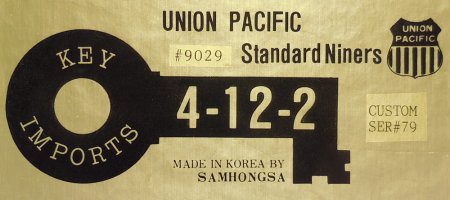 UNION PACIFIC
#9029 Standard Niners
UNION
PACIFIC
KEY
IMPORTS
4-12-2
CUSTOM
SER#79
MADE IN KOREA BY
SAMHONGSA